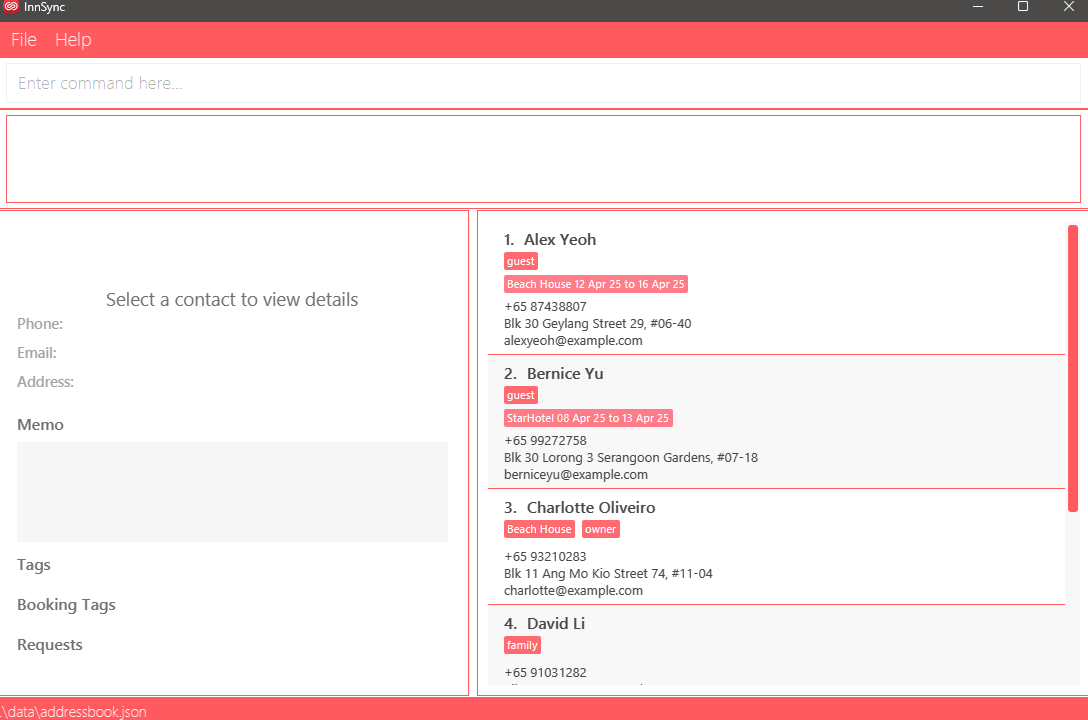 InnSync
File Help
Enter command here...
Select a contact to view details
Phone:
Email:
Address:
Memo
Tags
Booking Tags
Requests
1. Alex Yeoh
guest
Beach House 12 Apr 25 to 16 Apr 25
+65 87438807
Blk 30 Geylang Street 29, #06-40
alexyeoh@example.com
2. Bernice Yu
guest
StarHotel 08 Apr 25 to 13 Apr 25
+65 99272758
Blk 30 Lorong 3 Serangoon Gardens, #07-18
berniceyu@example.com
3. Charlotte Oliveiro
Beach House owner
+65 93210283
Blk 11 Ang Mo Kio Street 74, #11-04
charlotte@example.com
4. David Li
family
+65 91031282
.\data\addressbook.json